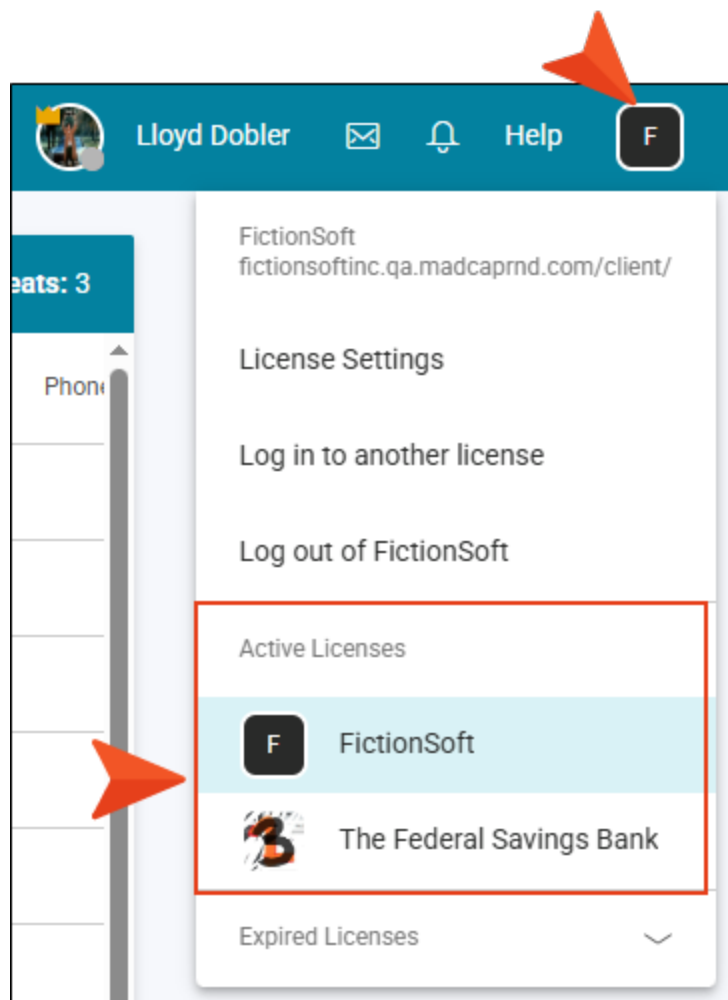 Lloyd Dobler
Help
F
FictionSoft
fictionsoftinc.qa.madcaprnd.com/client/
eats: 3
License Settings
Phone
Log in to another license
Log out of FictionSoft
Active Licenses
F
FictionSoft
The Federal Savings Bank
Expired Licenses